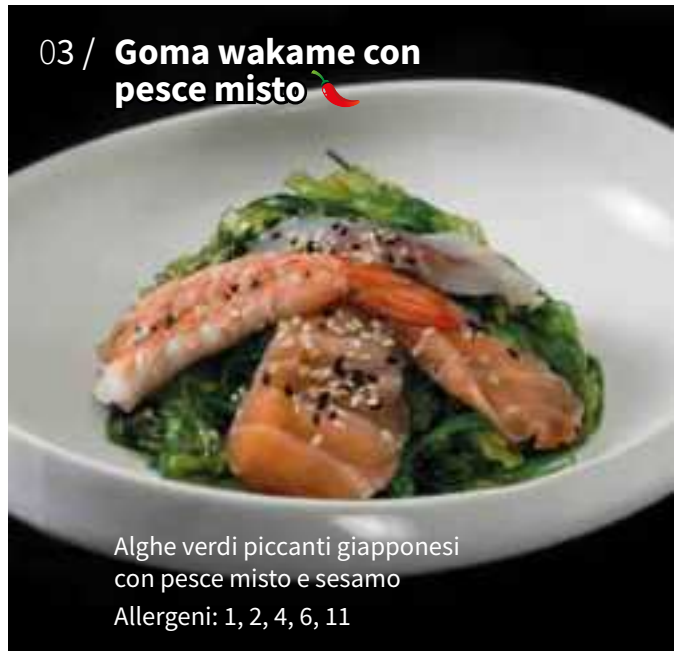 03 / Goma wakame con
pesce misto
Alghe verdi piccanti giapponesi
con pesce misto e sesamo
Allergeni: 1, 2, 4, 6, 11